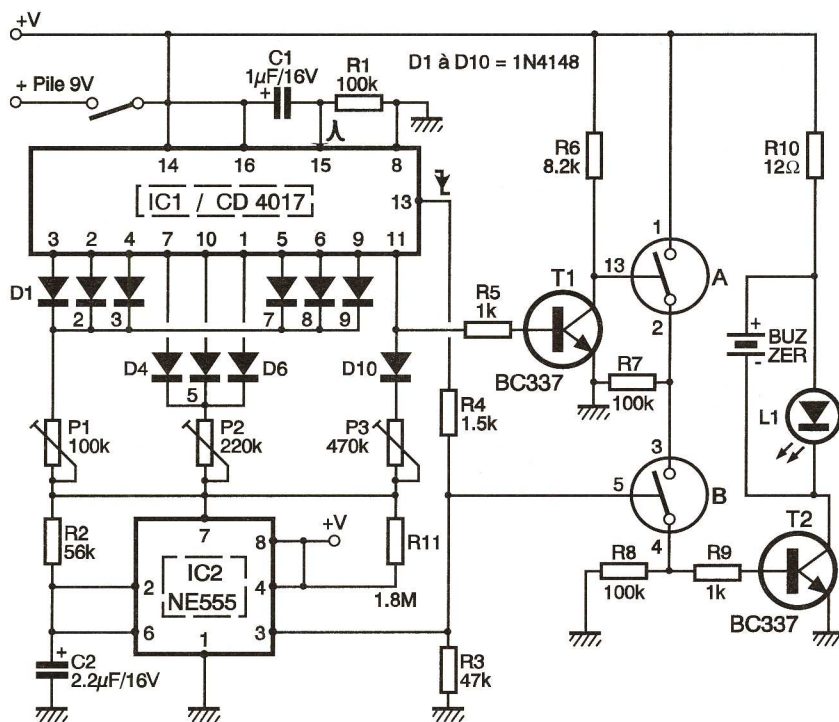 +V
+ Pile 9V
C1
1µF/16V
+
R1
100k
D1 à D10 = 1N4148
14
16
15
8
IC1 / CD 4017
13
3
2
4
7
10
1
5
6
9
11
D1
2
3
7
8
9
D4
5
D6
D10
P1
100k
P2
220k
P3
470k
R4
1.5k
R5
1k
T1
BC337
R6
8.2k
R7
100k
1
13
A
2
3
5
B
4
R10
12Ω
+
BUZ
ZER
-
L1
T2
BC337
R8
100k
R9
1k
R2
56k
7
8
+V
4
R11
1.8M
IC2
NE555
2
6
1
3
+
C2
2.2µF/16V
R3
47k